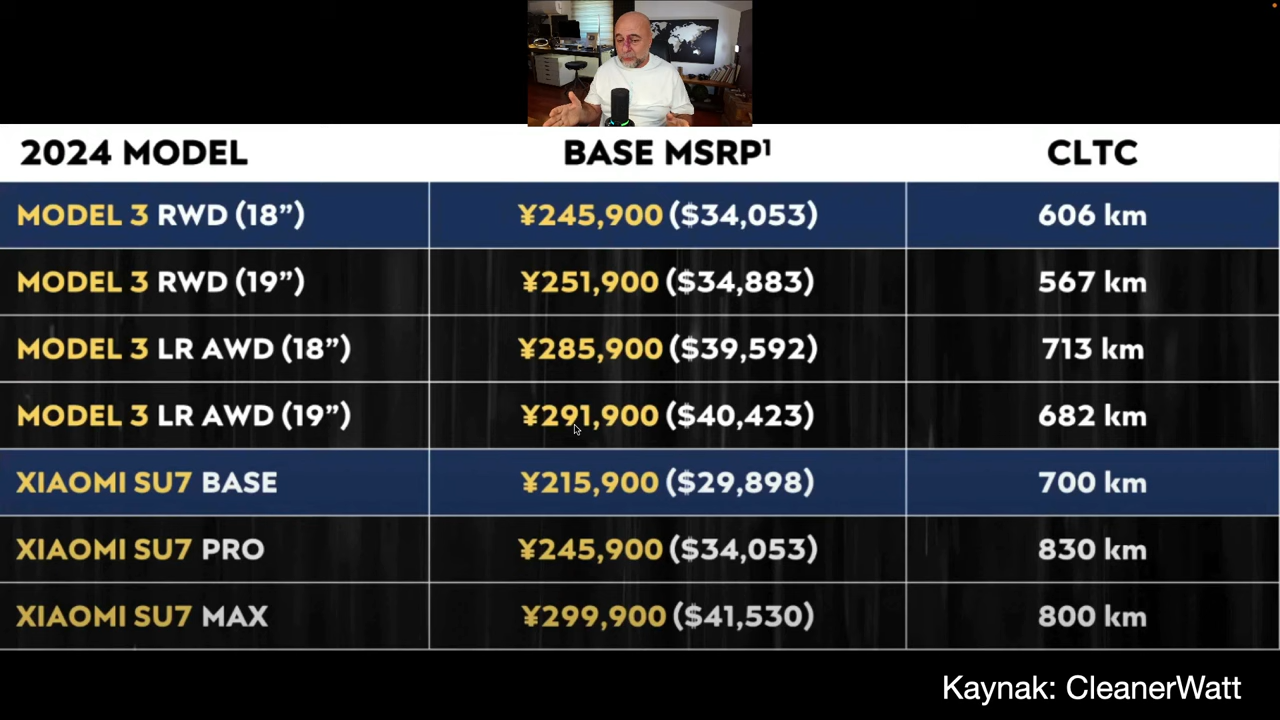 2024 MODEL BASE MSRP¹ CLTC
MODEL 3 RWD (18”) ¥245,900 ($34,053) 606 km
MODEL 3 RWD (19”) ¥251,900 ($34,883) 567 km
MODEL 3 LR AWD (18”) ¥285,900 ($39,592) 713 km
MODEL 3 LR AWD (19”) ¥291,900 ($40,423) 682 km
XIAOMI SU7 BASE ¥215,900 ($29,898) 700 km
XIAOMI SU7 PRO ¥245,900 ($34,053) 830 km
XIAOMI SU7 MAX ¥299,900 ($41,530) 800 km
Kaynak: CleanerWatt